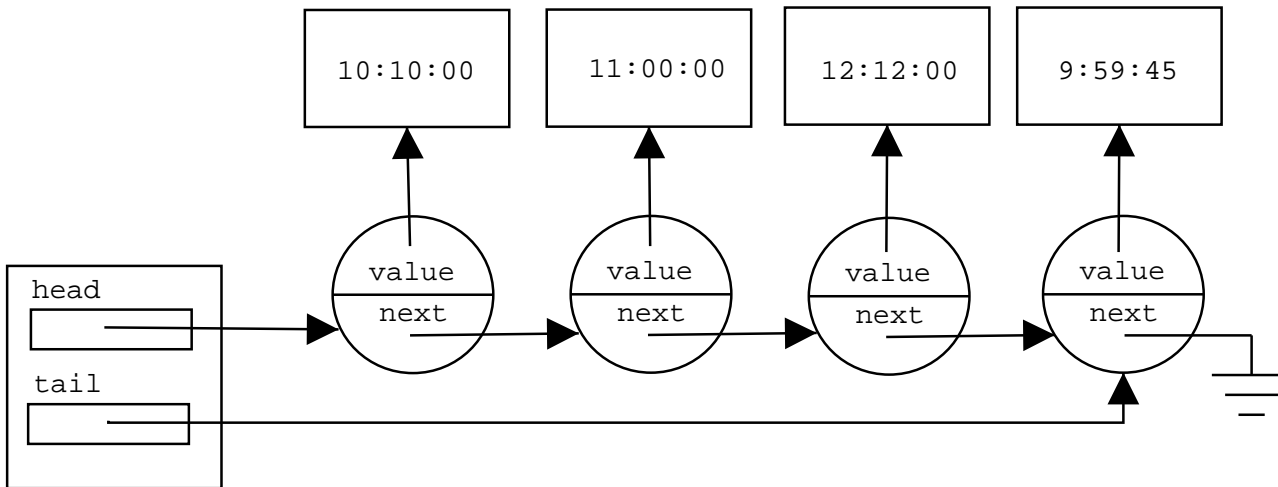 10:10:00
11:00:00
12:12:00
9:59:45
head
tail
value
next
value
next
value
next
value
next